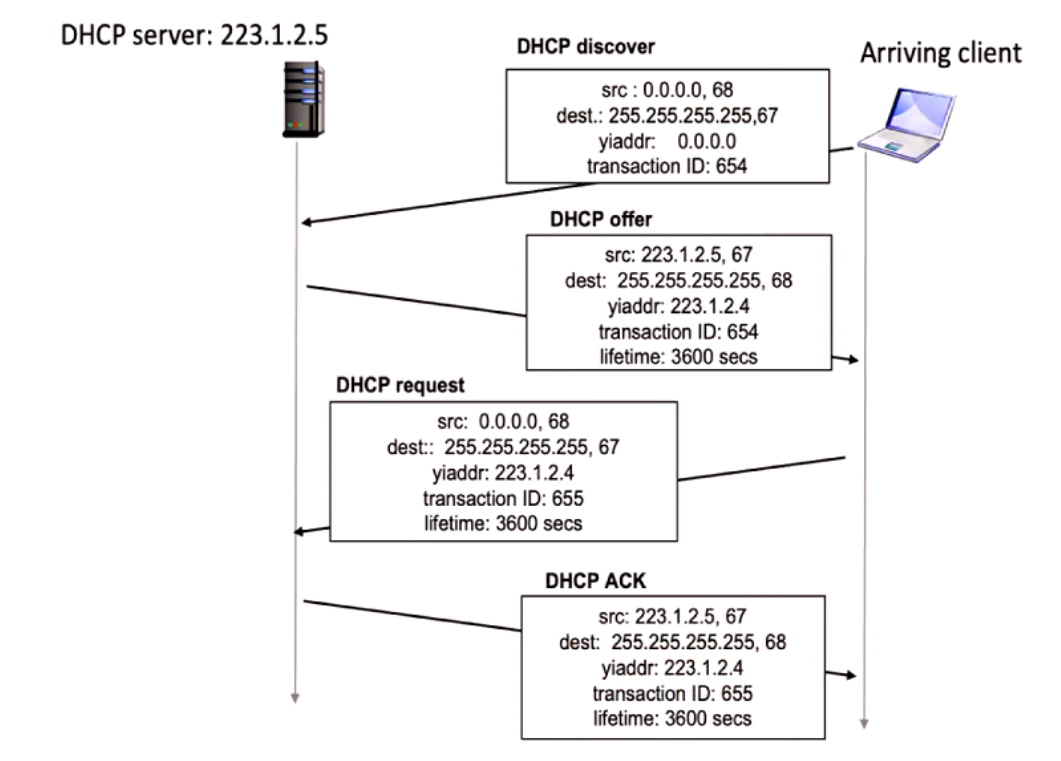 DHCP server: 223.1.2.5
Arriving client
DHCP discover
src : 0.0.0.0, 68
dest.: 255.255.255.255,67
yiaddr: 0.0.0.0
transaction ID: 654
DHCP offer
src: 223.1.2.5, 67
dest: 255.255.255.255, 68
yiaddr: 223.1.2.4
transaction ID: 654
lifetime: 3600 secs
DHCP request
src: 0.0.0.0, 68
dest:: 255.255.255.255, 67
yiaddr: 223.1.2.4
transaction ID: 655
lifetime: 3600 secs
DHCP ACK
src: 223.1.2.5, 67
dest: 255.255.255.255, 68
yiaddr: 223.1.2.4
transaction ID: 655
lifetime: 3600 secs